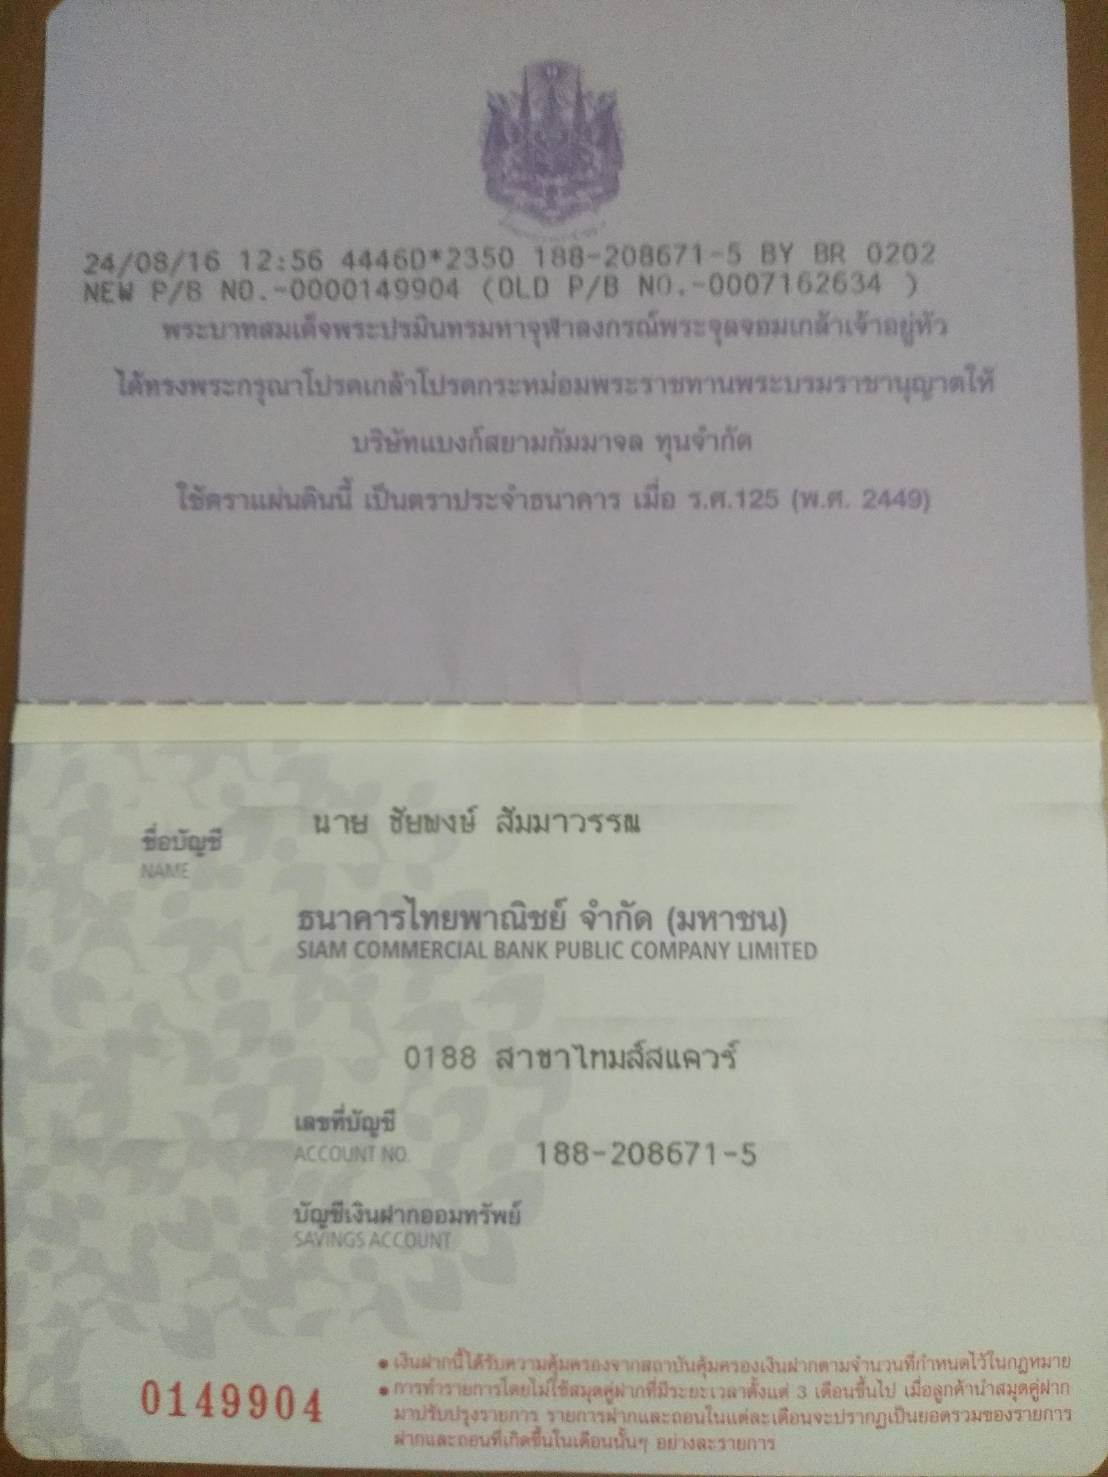 24/08/16 12:56 4446D*2350 188-208671-5 BY BR 0202
NEW P/B NO.-0000149904 (OLD P/B NO.-0007162634 )
พระบาทสมเด็จพระปรมินทรมหาจุฬาลงกรณ์พระจุลจอมเกล้าเจ้าอยู่หัว
ได้ทรงพระกรุณาโปรดเกล้าโปรดกระหม่อมพระราชทานพระบรมราชานุญาตให้
บริษัทแบงก์สยามกัมมาจล ทุนจำกัด
ใช้ตราแผ่นดินนี้ เป็นตราประจำธนาคาร เมื่อ ร.ศ.125 (พ.ศ. 2449)
นาย ชัยพงษ์ สัมมาวรรณ
ชื่อบัญชี
NAME
ธนาคารไทยพาณิชย์ จำกัด (มหาชน)
SIAM COMMERCIAL BANK PUBLIC COMPANY LIMITED
0188 สาขาไทมส์สแควร์
เลขที่บัญชี
ACCOUNT NO. 188-208671-5
บัญชีเงินฝากออมทรัพย์
SAVINGS ACCOUNT
• เงินฝากนี้ได้รับความคุ้มครองจากสถาบันคุ้มครองเงินฝากตามจำนวนที่กำหนดไว้ในกฎหมาย
• การทำรายการโดยไม่ใช้สมุดคู่ฝากที่มีระยะเวลาตั้งแต่ 3 เดือนขึ้นไป เมื่อลูกค้านำสมุดคู่ฝาก
มาปรับปรุงรายการ รายการฝากและถอนในแต่ละเดือนจะปรากฏเป็นยอดรวมของรายการ
ฝากและถอนที่เกิดขึ้นในเดือนนั้นๆ อย่างละรายการ
0149904